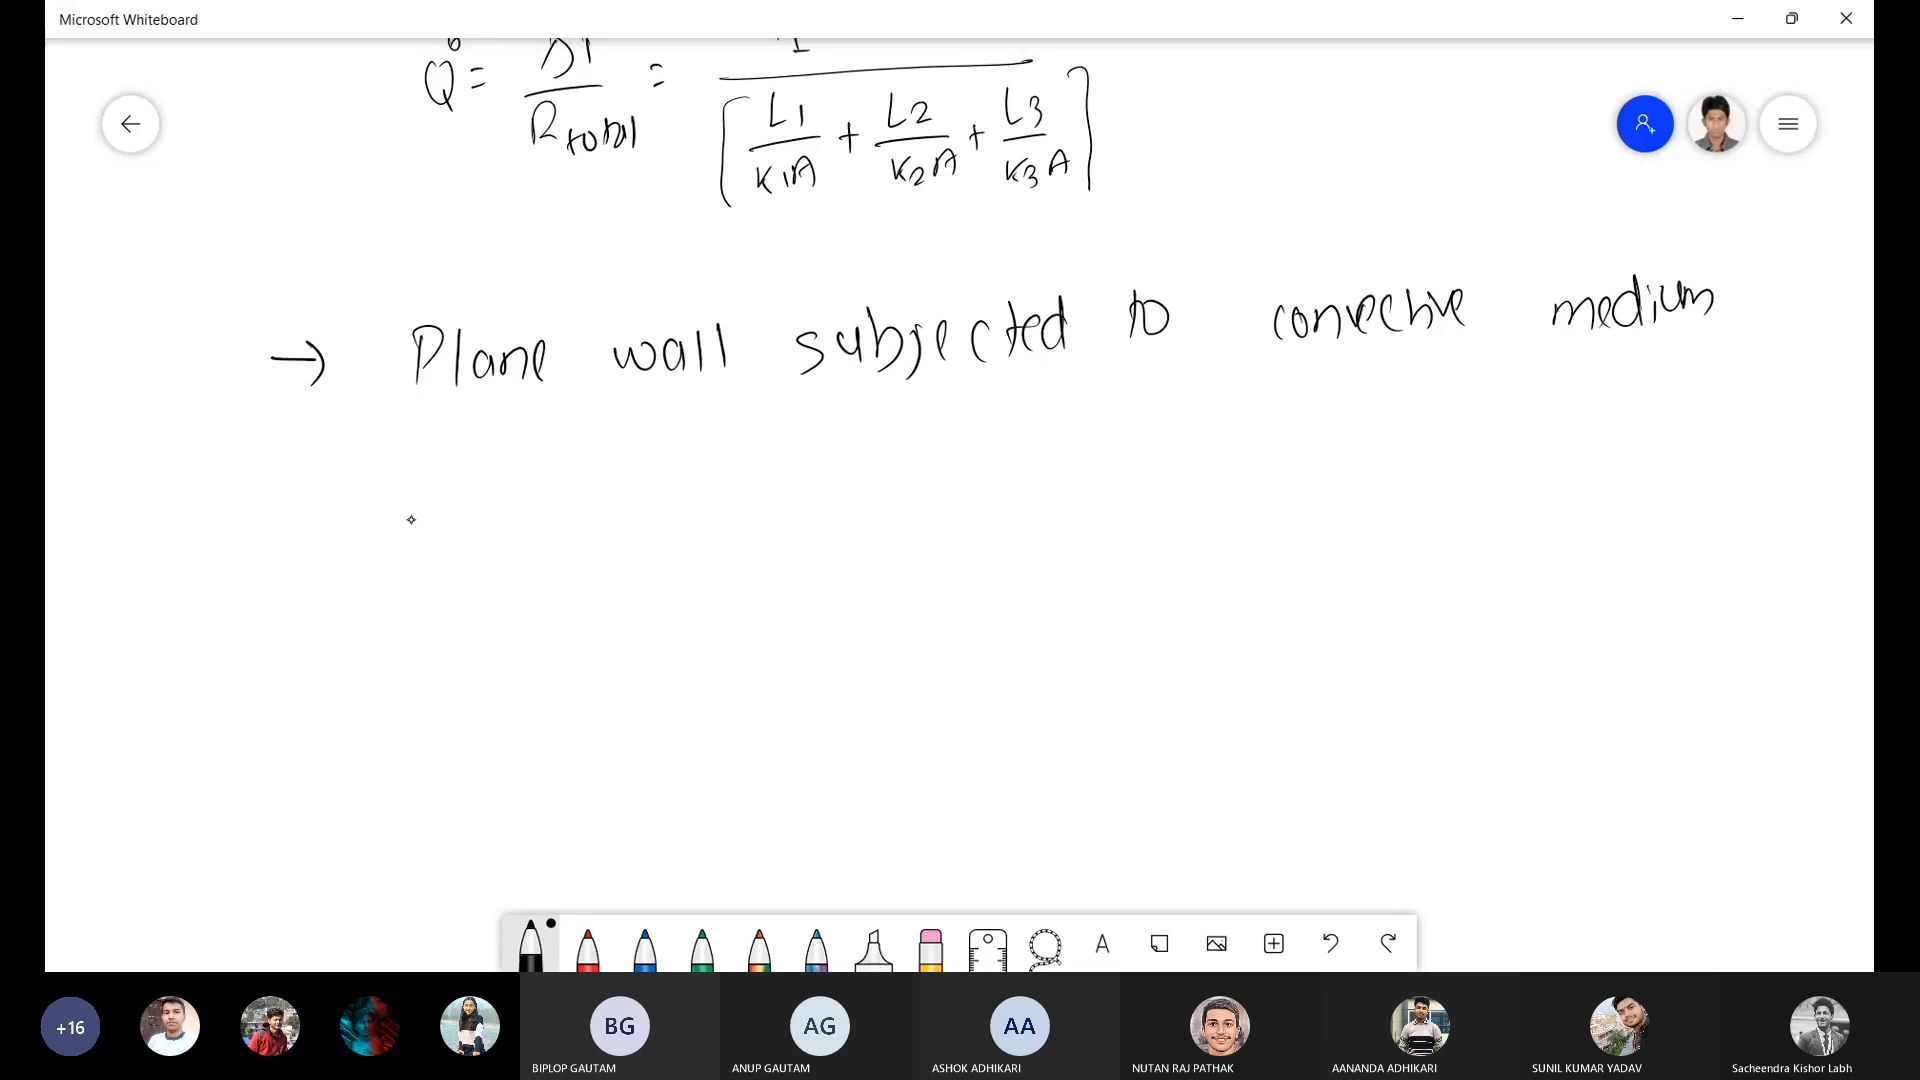 Microsoft Whiteboard
Q̇ = ΔT / Rtotal = / [ L1/K1A + L2/K2A + L3/K3A ]
→ Plane wall subjected to convective medium
A
+16
BG
AG
AA
BIPLOP GAUTAM
ANUP GAUTAM
ASHOK ADHIKARI
NUTAN RAJ PATHAK
AANANDA ADHIKARI
SUNIL KUMAR YADAV
Sacheendra Kishor Labh